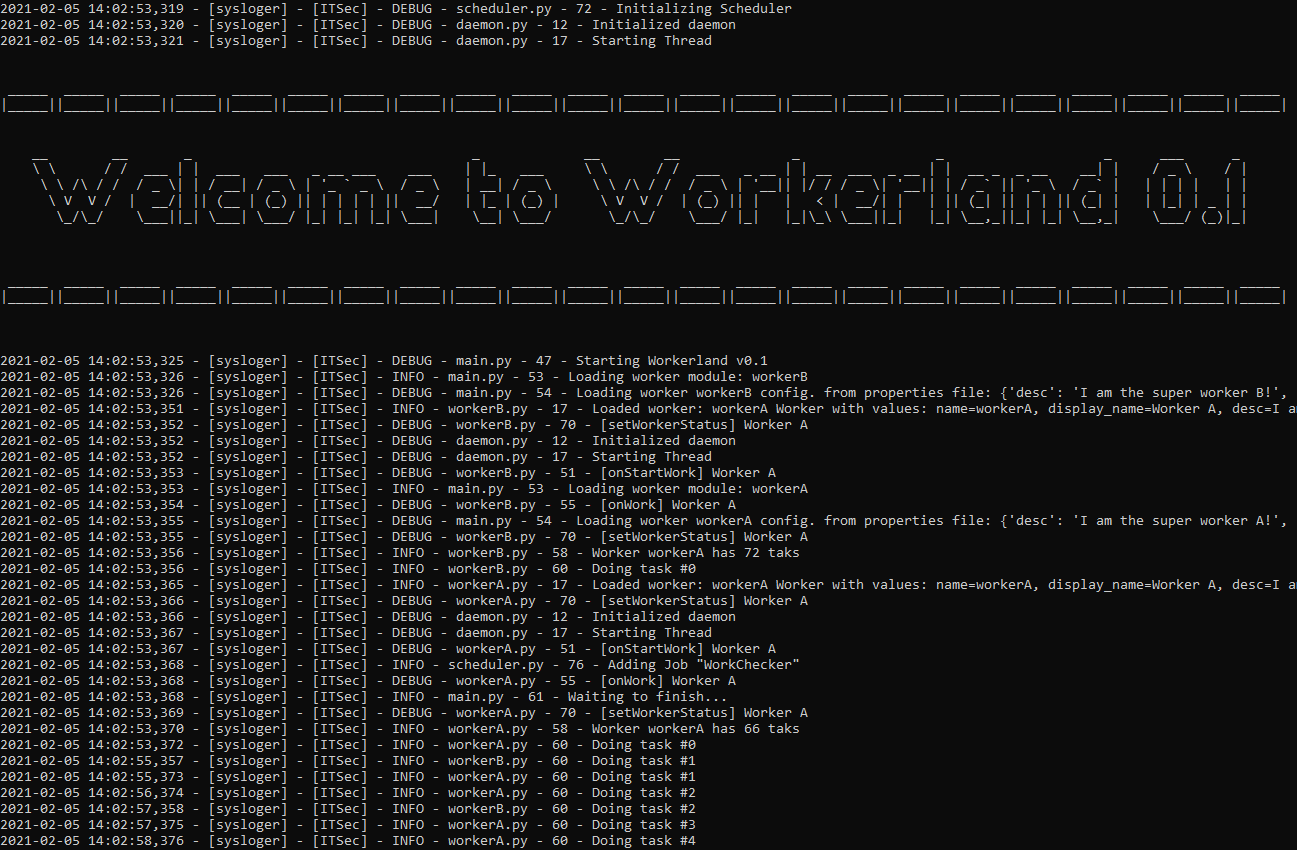 2021-02-05 14:02:53,319 - [sysloger] - [ITSec] - DEBUG - scheduler.py - 72 - Initializing Scheduler
2021-02-05 14:02:53,320 - [sysloger] - [ITSec] - DEBUG - daemon.py - 12 - Initialized daemon
2021-02-05 14:02:53,321 - [sysloger] - [ITSec] - DEBUG - daemon.py - 17 - Starting Thread
Welcome to Workerland 0.1
2021-02-05 14:02:53,325 - [sysloger] - [ITSec] - DEBUG - main.py - 47 - Starting Workerland v0.1
2021-02-05 14:02:53,326 - [sysloger] - [ITSec] - INFO - main.py - 53 - Loading worker module: workerB
2021-02-05 14:02:53,326 - [sysloger] - [ITSec] - DEBUG - main.py - 54 - Loading worker workerB config. from properties file: {'desc': 'I am the super worker B!',
2021-02-05 14:02:53,351 - [sysloger] - [ITSec] - INFO - workerB.py - 17 - Loaded worker: workerA Worker with values: name=workerA, display_name=Worker A, desc=I a
2021-02-05 14:02:53,352 - [sysloger] - [ITSec] - DEBUG - workerB.py - 70 - [setWorkerStatus] Worker A
2021-02-05 14:02:53,352 - [sysloger] - [ITSec] - DEBUG - daemon.py - 12 - Initialized daemon
2021-02-05 14:02:53,352 - [sysloger] - [ITSec] - DEBUG - daemon.py - 17 - Starting Thread
2021-02-05 14:02:53,353 - [sysloger] - [ITSec] - DEBUG - workerB.py - 51 - [onStartWork] Worker A
2021-02-05 14:02:53,353 - [sysloger] - [ITSec] - INFO - main.py - 53 - Loading worker module: workerA
2021-02-05 14:02:53,354 - [sysloger] - [ITSec] - DEBUG - workerB.py - 55 - [onWork] Worker A
2021-02-05 14:02:53,355 - [sysloger] - [ITSec] - DEBUG - main.py - 54 - Loading worker workerA config. from properties file: {'desc': 'I am the super worker A!',
2021-02-05 14:02:53,355 - [sysloger] - [ITSec] - DEBUG - workerB.py - 70 - [setWorkerStatus] Worker A
2021-02-05 14:02:53,356 - [sysloger] - [ITSec] - INFO - workerB.py - 58 - Worker workerA has 72 taks
2021-02-05 14:02:53,356 - [sysloger] - [ITSec] - INFO - workerB.py - 60 - Doing task #0
2021-02-05 14:02:53,365 - [sysloger] - [ITSec] - INFO - workerA.py - 17 - Loaded worker: workerA Worker with values: name=workerA, display_name=Worker A, desc=I a
2021-02-05 14:02:53,366 - [sysloger] - [ITSec] - DEBUG - workerA.py - 70 - [setWorkerStatus] Worker A
2021-02-05 14:02:53,366 - [sysloger] - [ITSec] - DEBUG - daemon.py - 12 - Initialized daemon
2021-02-05 14:02:53,367 - [sysloger] - [ITSec] - DEBUG - daemon.py - 17 - Starting Thread
2021-02-05 14:02:53,367 - [sysloger] - [ITSec] - DEBUG - workerA.py - 51 - [onStartWork] Worker A
2021-02-05 14:02:53,368 - [sysloger] - [ITSec] - INFO - scheduler.py - 76 - Adding Job "WorkChecker"
2021-02-05 14:02:53,368 - [sysloger] - [ITSec] - DEBUG - workerA.py - 55 - [onWork] Worker A
2021-02-05 14:02:53,368 - [sysloger] - [ITSec] - INFO - main.py - 61 - Waiting to finish...
2021-02-05 14:02:53,369 - [sysloger] - [ITSec] - DEBUG - workerA.py - 70 - [setWorkerStatus] Worker A
2021-02-05 14:02:53,370 - [sysloger] - [ITSec] - INFO - workerA.py - 58 - Worker workerA has 66 taks
2021-02-05 14:02:53,372 - [sysloger] - [ITSec] - INFO - workerA.py - 60 - Doing task #0
2021-02-05 14:02:55,357 - [sysloger] - [ITSec] - INFO - workerB.py - 60 - Doing task #1
2021-02-05 14:02:55,373 - [sysloger] - [ITSec] - INFO - workerA.py - 60 - Doing task #1
2021-02-05 14:02:56,374 - [sysloger] - [ITSec] - INFO - workerA.py - 60 - Doing task #2
2021-02-05 14:02:57,358 - [sysloger] - [ITSec] - INFO - workerB.py - 60 - Doing task #2
2021-02-05 14:02:57,375 - [sysloger] - [ITSec] - INFO - workerA.py - 60 - Doing task #3
2021-02-05 14:02:58,376 - [sysloger] - [ITSec] - INFO - workerA.py - 60 - Doing task #4